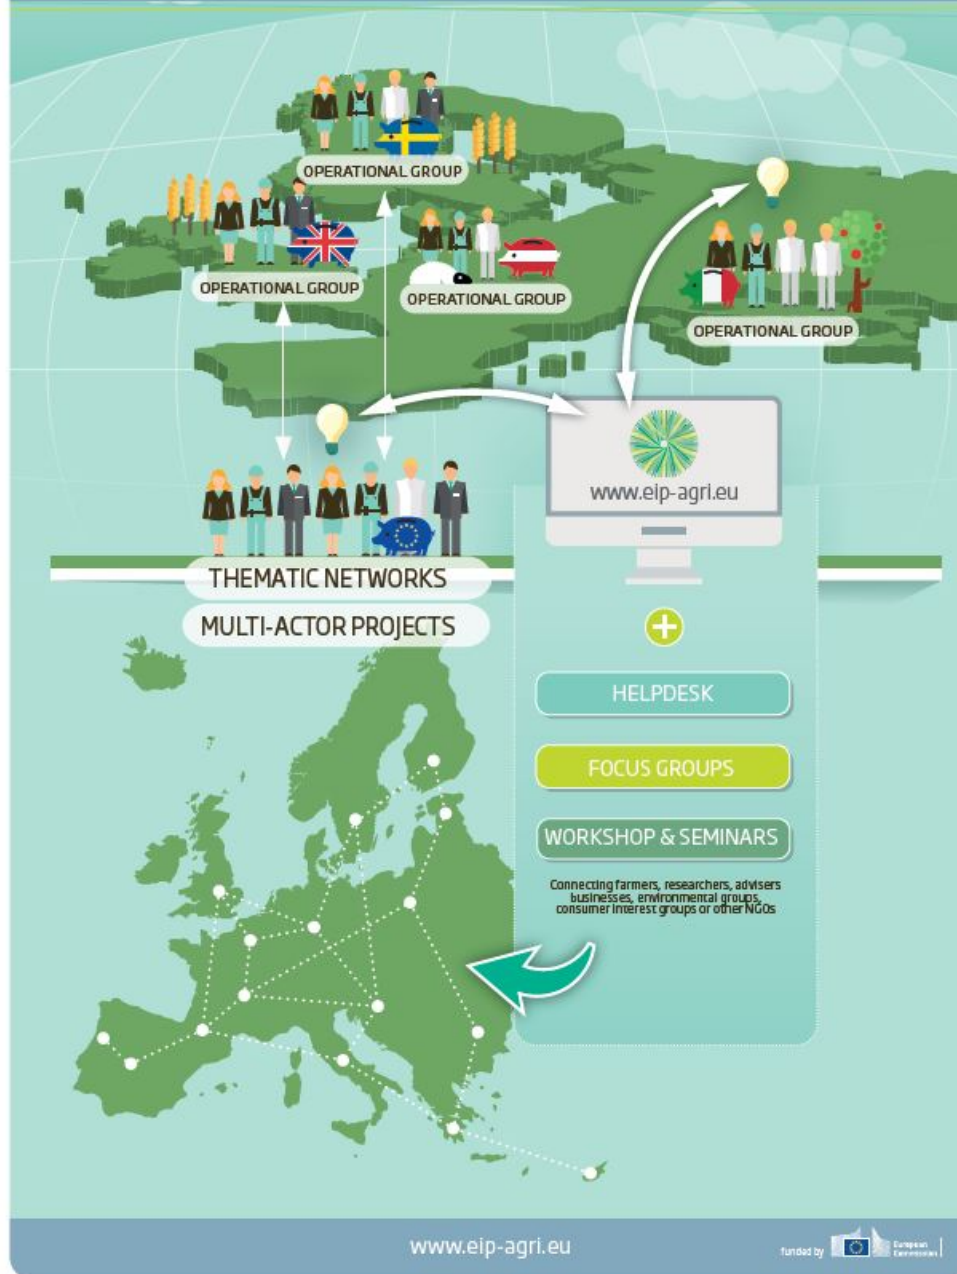 OPERATIONAL GROUP
OPERATIONAL GROUP
OPERATIONAL GROUP
OPERATIONAL GROUP
www.eip-agri.eu
THEMATIC NETWORKS
MULTI-ACTOR PROJECTS
HELPDESK
FOCUS GROUPS
WORKSHOP & SEMINARS
Connecting farmers, researchers, advisers
businesses, environmental groups,
consumer interest groups or other NGOs
www.eip-agri.eu
funded by
European
Commission